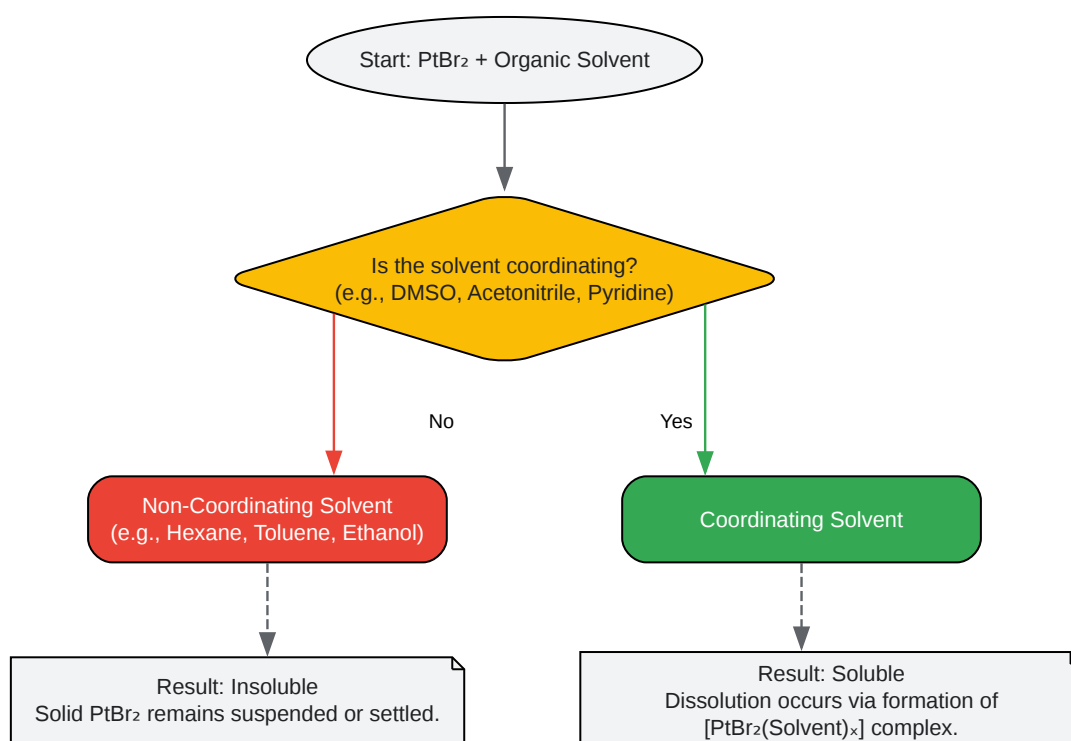 Start: PtBr₂ + Organic Solvent
Is the solvent coordinating?
(e.g., DMSO, Acetonitrile, Pyridine)
No
Yes
Non-Coordinating Solvent
(e.g., Hexane, Toluene, Ethanol)
Coordinating Solvent
Result: Insoluble
Solid PtBr₂ remains suspended or settled.
Result: Soluble
Dissolution occurs via formation of
[PtBr₂(Solvent)ₓ] complex.